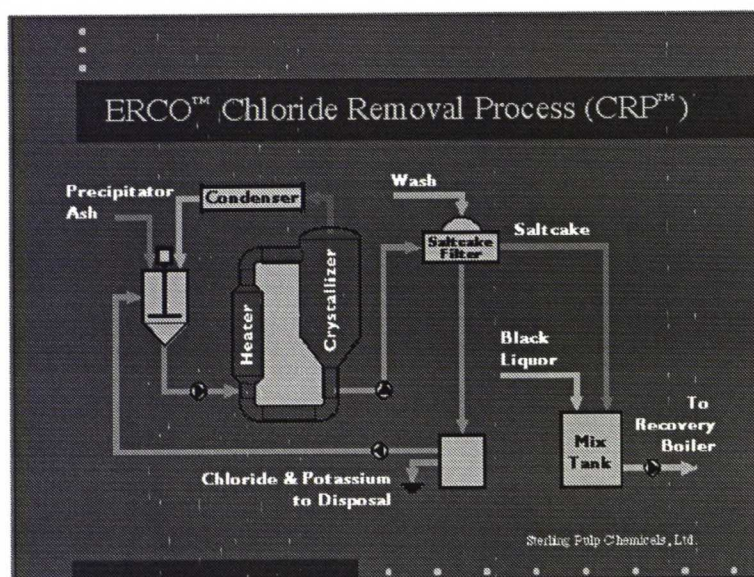 ERCO™ Chloride Removal Process (CRP™)
Precipitator
Ash
Condenser
Wash
Saltcake
Filter
Saltcake
Heater
Crystallizer
Black
Liquor
Mix
Tank
To
Recovery
Boiler
Chloride & Potassium
to Disposal
Sterling Pulp Chemicals, Ltd.